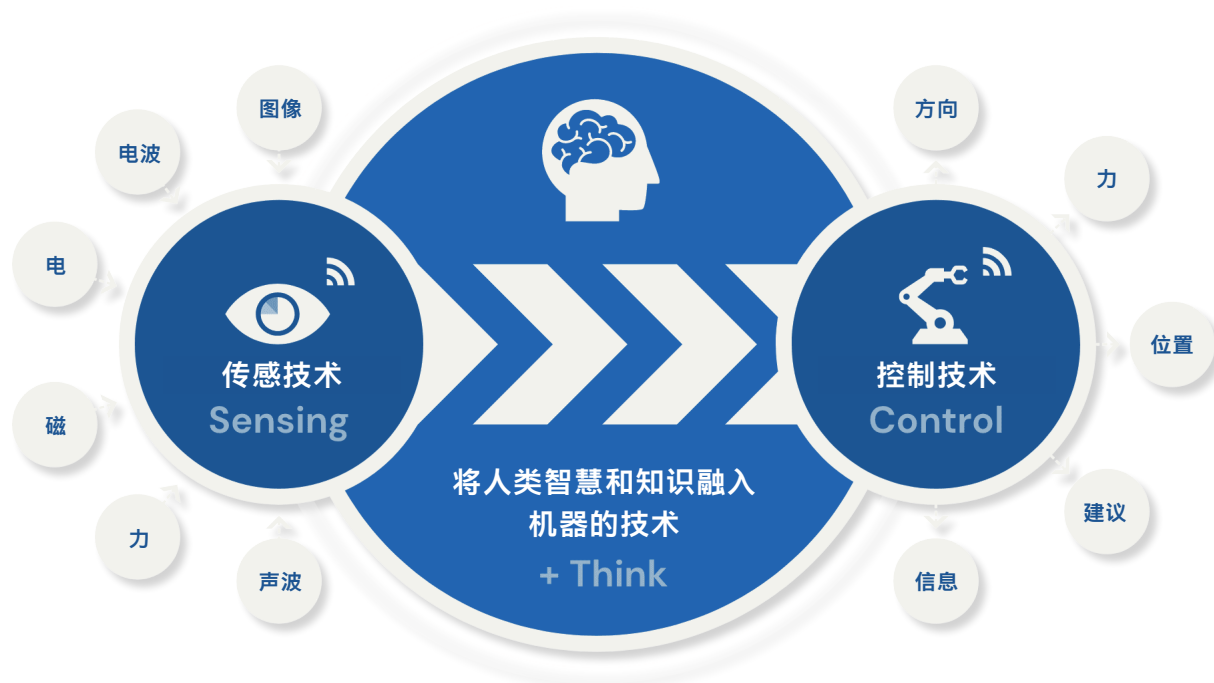 图像
电波
电
磁
力
声波
传感技术
Sensing
将人类智慧和知识融入
机器的技术
+ Think
控制技术
Control
方向
力
位置
建议
信息